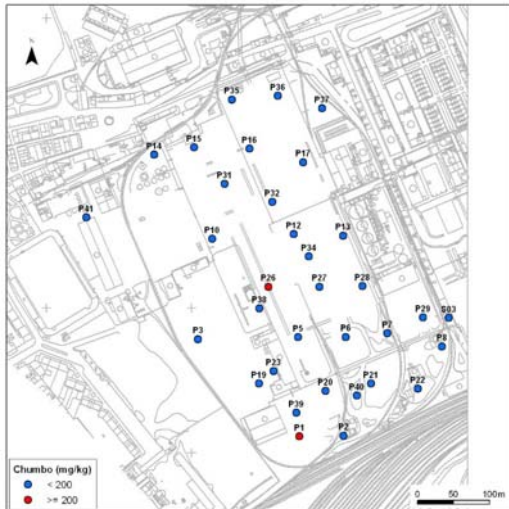 P35
P36
P37
P14
P15
P16
P17
P31
P32
P41
P10
P12
P13
P34
P26
P27
P28
P38
P29
S03
P3
P5
P6
P7
P8
P23
P19
P20
P40
P21
P22
P39
P1
P2
Chumbo (mg/kg)
< 200
>= 200
0 50 100m